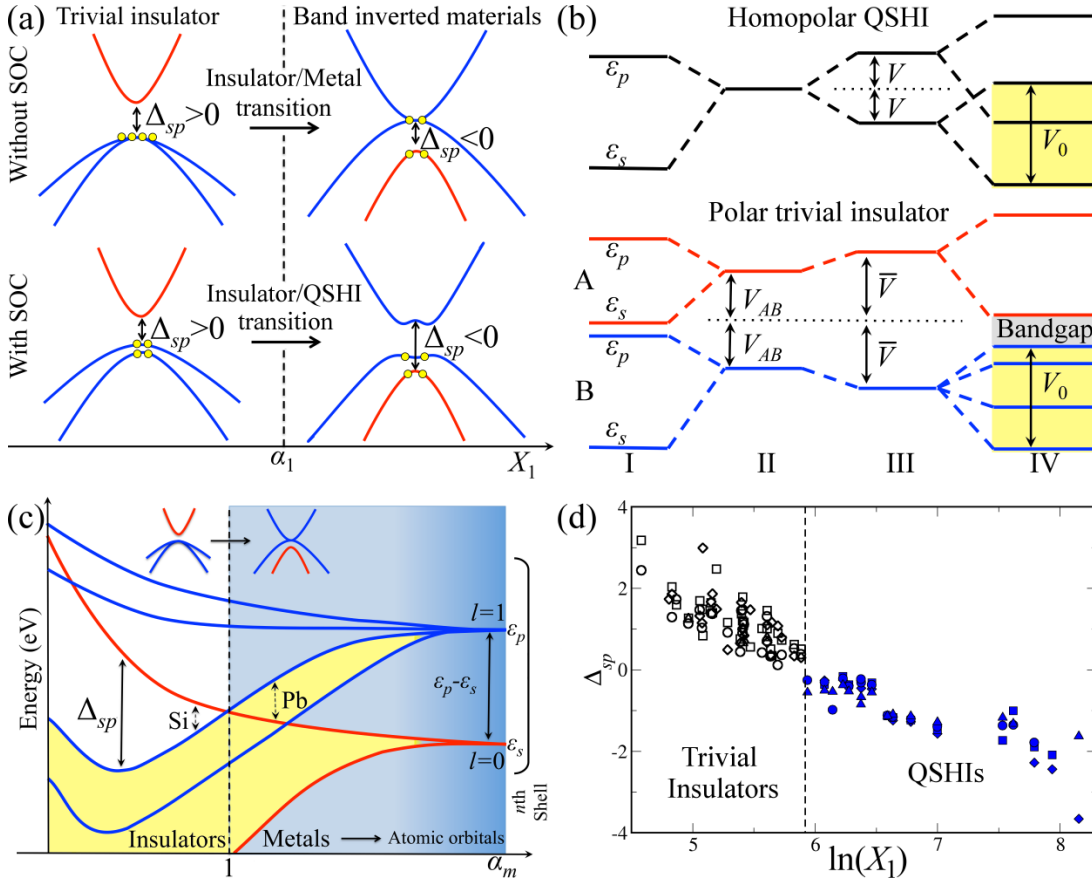 (a)
Trivial insulator
Band inverted materials
Without SOC
Insulator/Metal
transition
Δsp>0
Δsp<0
With SOC
Insulator/QSHI
transition
Δsp>0
Δsp<0
α1
X1
(b)
Homopolar QSHI
εp
εs
V
V
V0
Polar trivial insulator
A
εp
εs
VAB
V̅
Bandgap
B
εp
εs
VAB
V̅
V0
I
II
III
IV
(c)
Energy (eV)
Δsp
Si
Pb
l=1
εp
εp-εs
εs
l=0
nth
Shell
Insulators
Metals
Atomic orbitals
1
αm
(d)
Δsp
4
2
0
-2
-4
Trivial
Insulators
QSHIs
5
6
7
8
ln(X1)